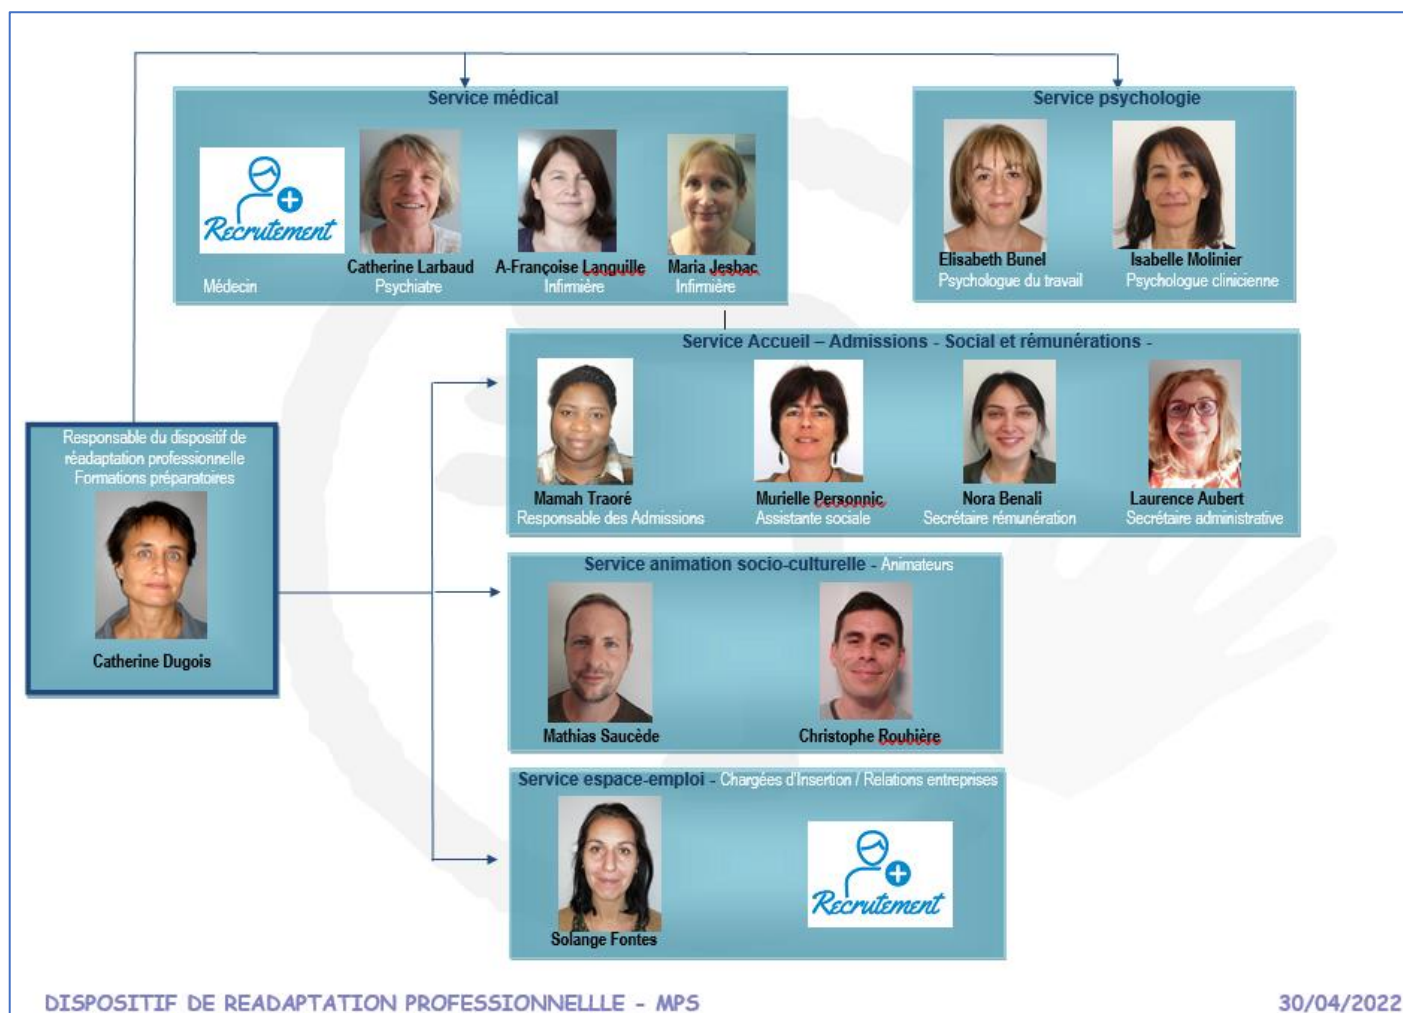 Service médical
Recrutement
Médecin
Catherine Larbaud
Psychiatre
A-Françoise Languille
Infirmière
Maria Jesbac
Infirmière
Service psychologie
Elisabeth Bunel
Psychologue du travail
Isabelle Molinier
Psychologue clinicienne
Service Accueil – Admissions - Social et rémunérations -
Mamah Traoré
Responsable des Admissions
Murielle Personnic
Assistante sociale
Nora Benali
Secrétaire rémunération
Laurence Aubert
Secrétaire administrative
Responsable du dispositif de
réadaptation professionnelle
Formations préparatoires
Catherine Dugois
Service animation socio-culturelle - Animateurs
Mathias Saucède
Christophe Rouhière
Service espace-emploi - Chargées d'Insertion / Relations entreprises
Solange Fontes
Recrutement
DISPOSITIF DE READAPTATION PROFESSIONNELLLE - MPS
30/04/2022